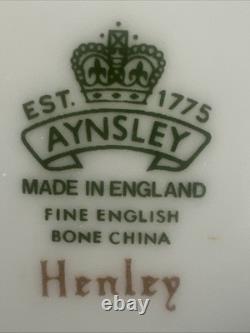 EST. 1775
AYNSLEY
MADE IN ENGLAND
FINE ENGLISH
BONE CHINA
Henley